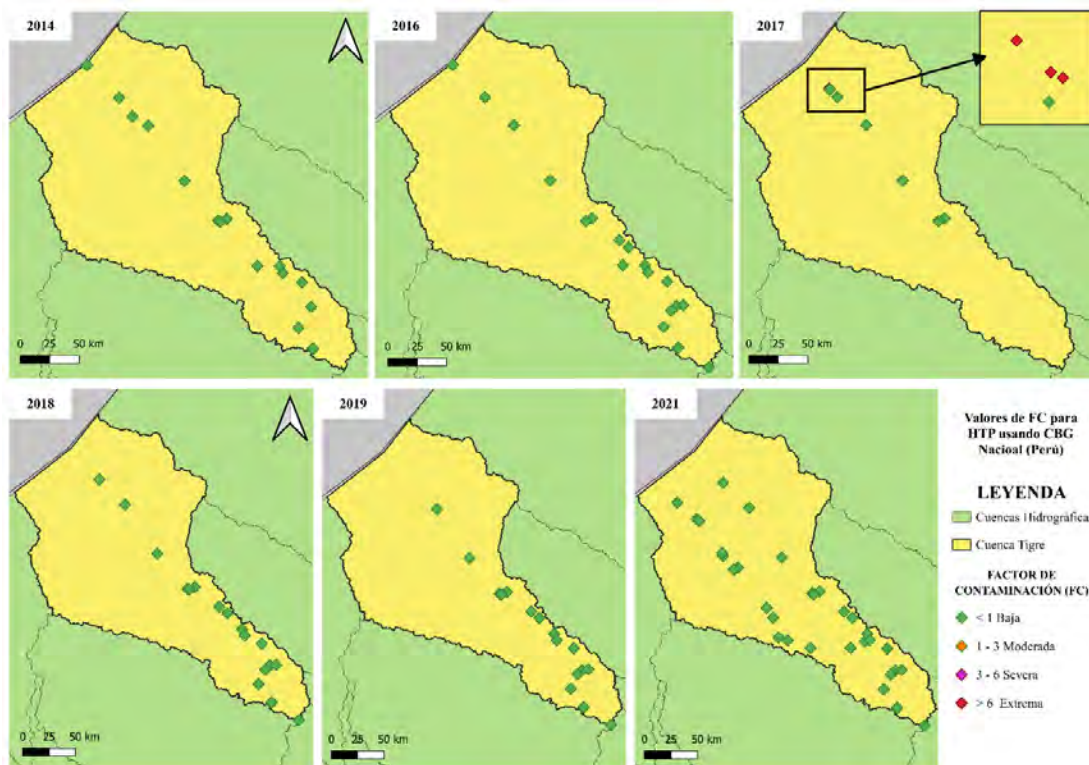 2014
2016
2017
0 25 50 km
0 25 50 km
0 25 50 km
2018
2019
2021
0 25 50 km
0 25 50 km
0 25 50 km
Valores de FC para
HTP usando CBG
Nacioal (Perú)
LEYENDA
Cuencas Hidrográfica
Cuenca Tigre
FACTOR DE
CONTAMINACIÓN (FC)
< 1 Baja
1 - 3 Moderada
3 - 6 Severa
> 6 Extrema